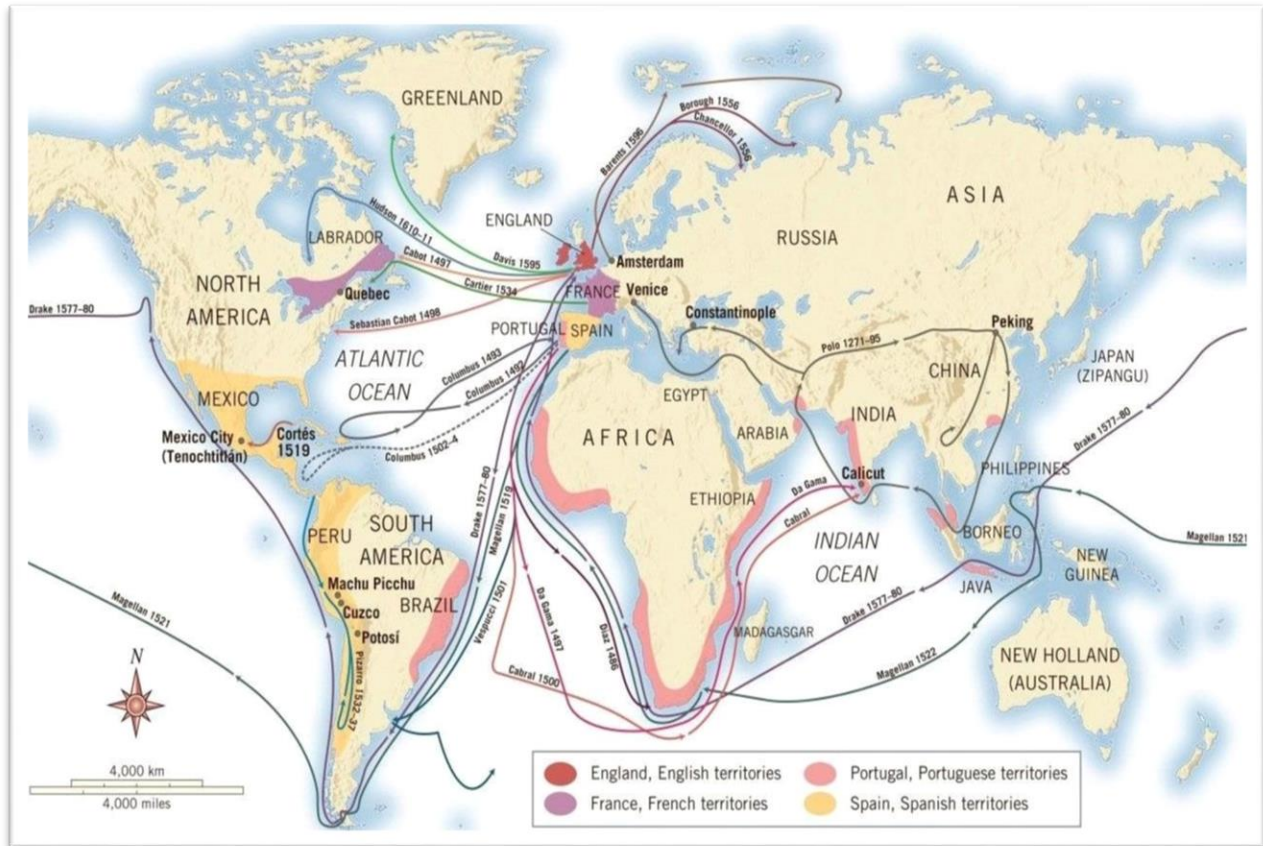 GREENLAND
Borough 1556
Chancellor 1556
Barents 1596
ASIA
ENGLAND
RUSSIA
Hudson 1610–11
LABRADOR
Cabot 1497
Davis 1595
Amsterdam
NORTH
AMERICA
Quebec
Cartier 1534
FRANCE
Venice
Drake 1577–80
Sebastian Cabot 1498
PORTUGAL
SPAIN
Constantinople
Peking
Polo 1271–95
ATLANTIC
OCEAN
Columbus 1493
Columbus 1492
CHINA
JAPAN
(ZIPANGU)
MEXICO
EGYPT
INDIA
Mexico City
(Tenochtitlán)
Cortés
1519
Columbus 1502–4
AFRICA
ARABIA
Drake 1577–80
Calicut
PHILIPPINES
Drake 1577–80
Magellan 1519
ETHIOPIA
Da Gama
Cabral
PERU
SOUTH
AMERICA
INDIAN
OCEAN
BORNEO
Magellan 1521
NEW
GUINEA
Machu Picchu
Cuzco
BRAZIL
JAVA
Magellan 1521
Potosí
Vespucci 1501
Da Gama 1497
Diaz 1486
MADAGASCAR
Drake 1577–80
N
Pizarro 1532–37
Cabral 1500
Magellan 1522
NEW HOLLAND
(AUSTRALIA)
4,000 km
4,000 miles
England, English territories
Portugal, Portuguese territories
France, French territories
Spain, Spanish territories